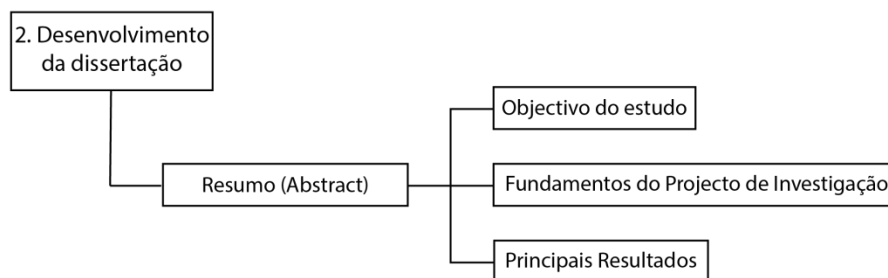 2. Desenvolvimento
da dissertação
Objectivo do estudo
Resumo (Abstract)
Fundamentos do Projecto de Investigação
Principais Resultados